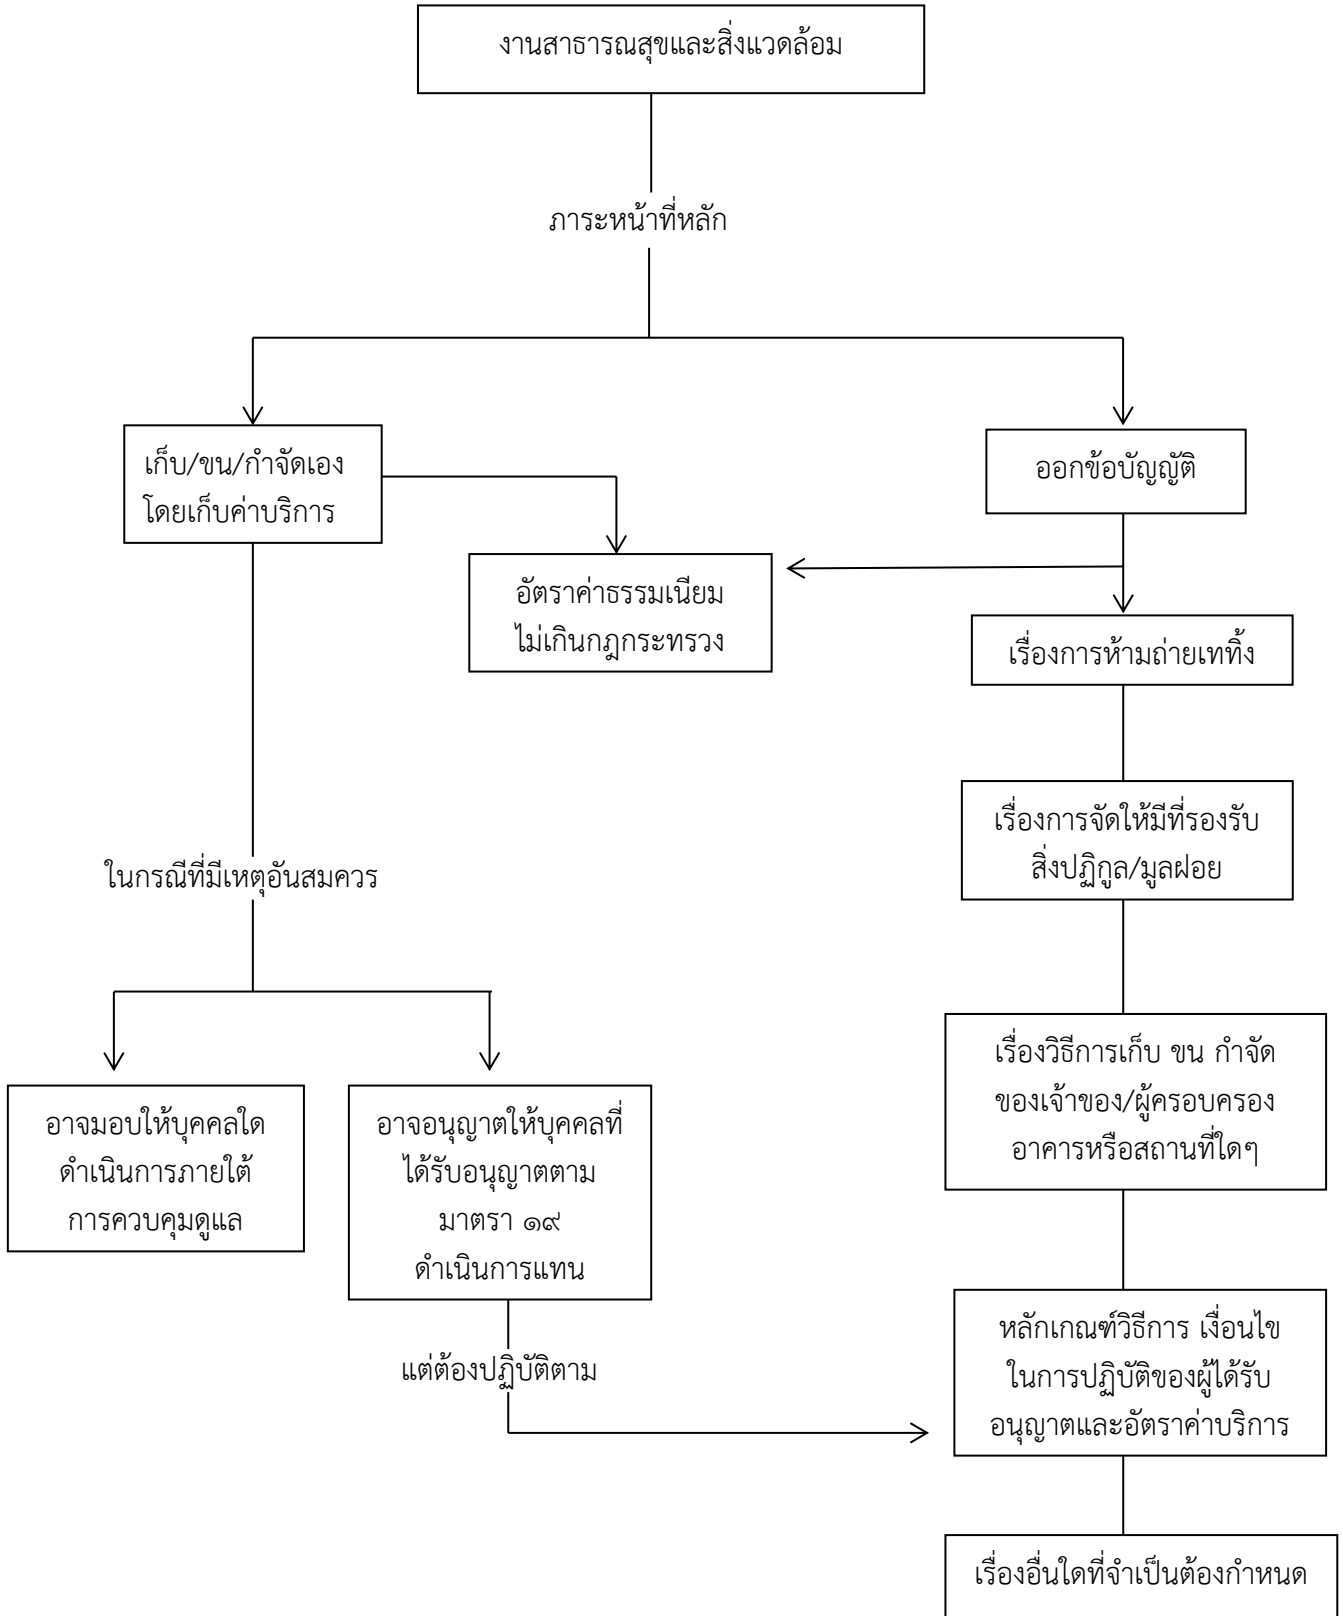 งานสาธารณสุขและสิ่งแวดล้อม
ภาระหน้าที่หลัก
เก็บ/ขน/กำจัดเอง
โดยเก็บค่าบริการ
ออกข้อบัญญัติ
อัตราค่าธรรมเนียม
ไม่เกินกฎกระทรวง
เรื่องการห้ามถ่ายเททิ้ง
เรื่องการจัดให้มีที่รองรับ
สิ่งปฏิกูล/มูลฝอย
ในกรณีที่มีเหตุอันสมควร
เรื่องวิธีการเก็บ ขน กำจัด
ของเจ้าของ/ผู้ครอบครอง
อาคารหรือสถานที่ใดๆ
อาจมอบให้บุคคลใด
ดำเนินการภายใต้
การควบคุมดูแล
อาจอนุญาตให้บุคคลที่
ได้รับอนุญาตตาม
มาตรา ๑๙
ดำเนินการแทน
แต่ต้องปฏิบัติตาม
หลักเกณฑ์วิธีการ เงื่อนไข
ในการปฏิบัติของผู้ได้รับ
อนุญาตและอัตราค่าบริการ
เรื่องอื่นใดที่จำเป็นต้องกำหนด